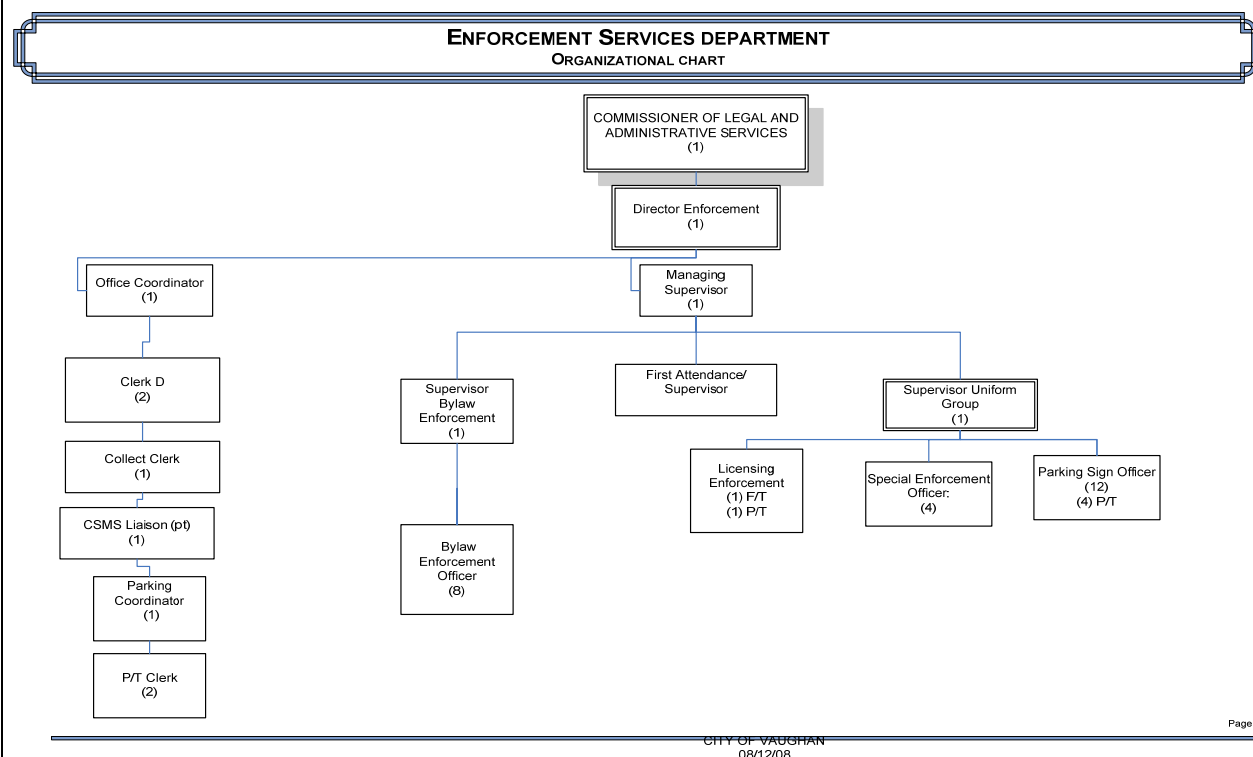 ENFORCEMENT SERVICES DEPARTMENT
ORGANIZATIONAL CHART
COMMISSIONER OF LEGAL AND
ADMINISTRATIVE SERVICES
(1)
Director Enforcement
(1)
Office Coordinator
(1)
Managing
Supervisor
(1)
Clerk D
(2)
Supervisor
Bylaw
Enforcement
(1)
First Attendance/
Supervisor
Supervisor Uniform
Group
(1)
Collect Clerk
(1)
Licensing
Enforcement
(1) F/T
(1) P/T
Special Enforcement
Officer:
(4)
Parking Sign Officer
(12)
(4) P/T
CSMS Liaison (pt)
(1)
Bylaw
Enforcement
Officer
(8)
Parking
Coordinator
(1)
P/T Clerk
(2)
Page
CITY OF VAUGHAN
08/12/08